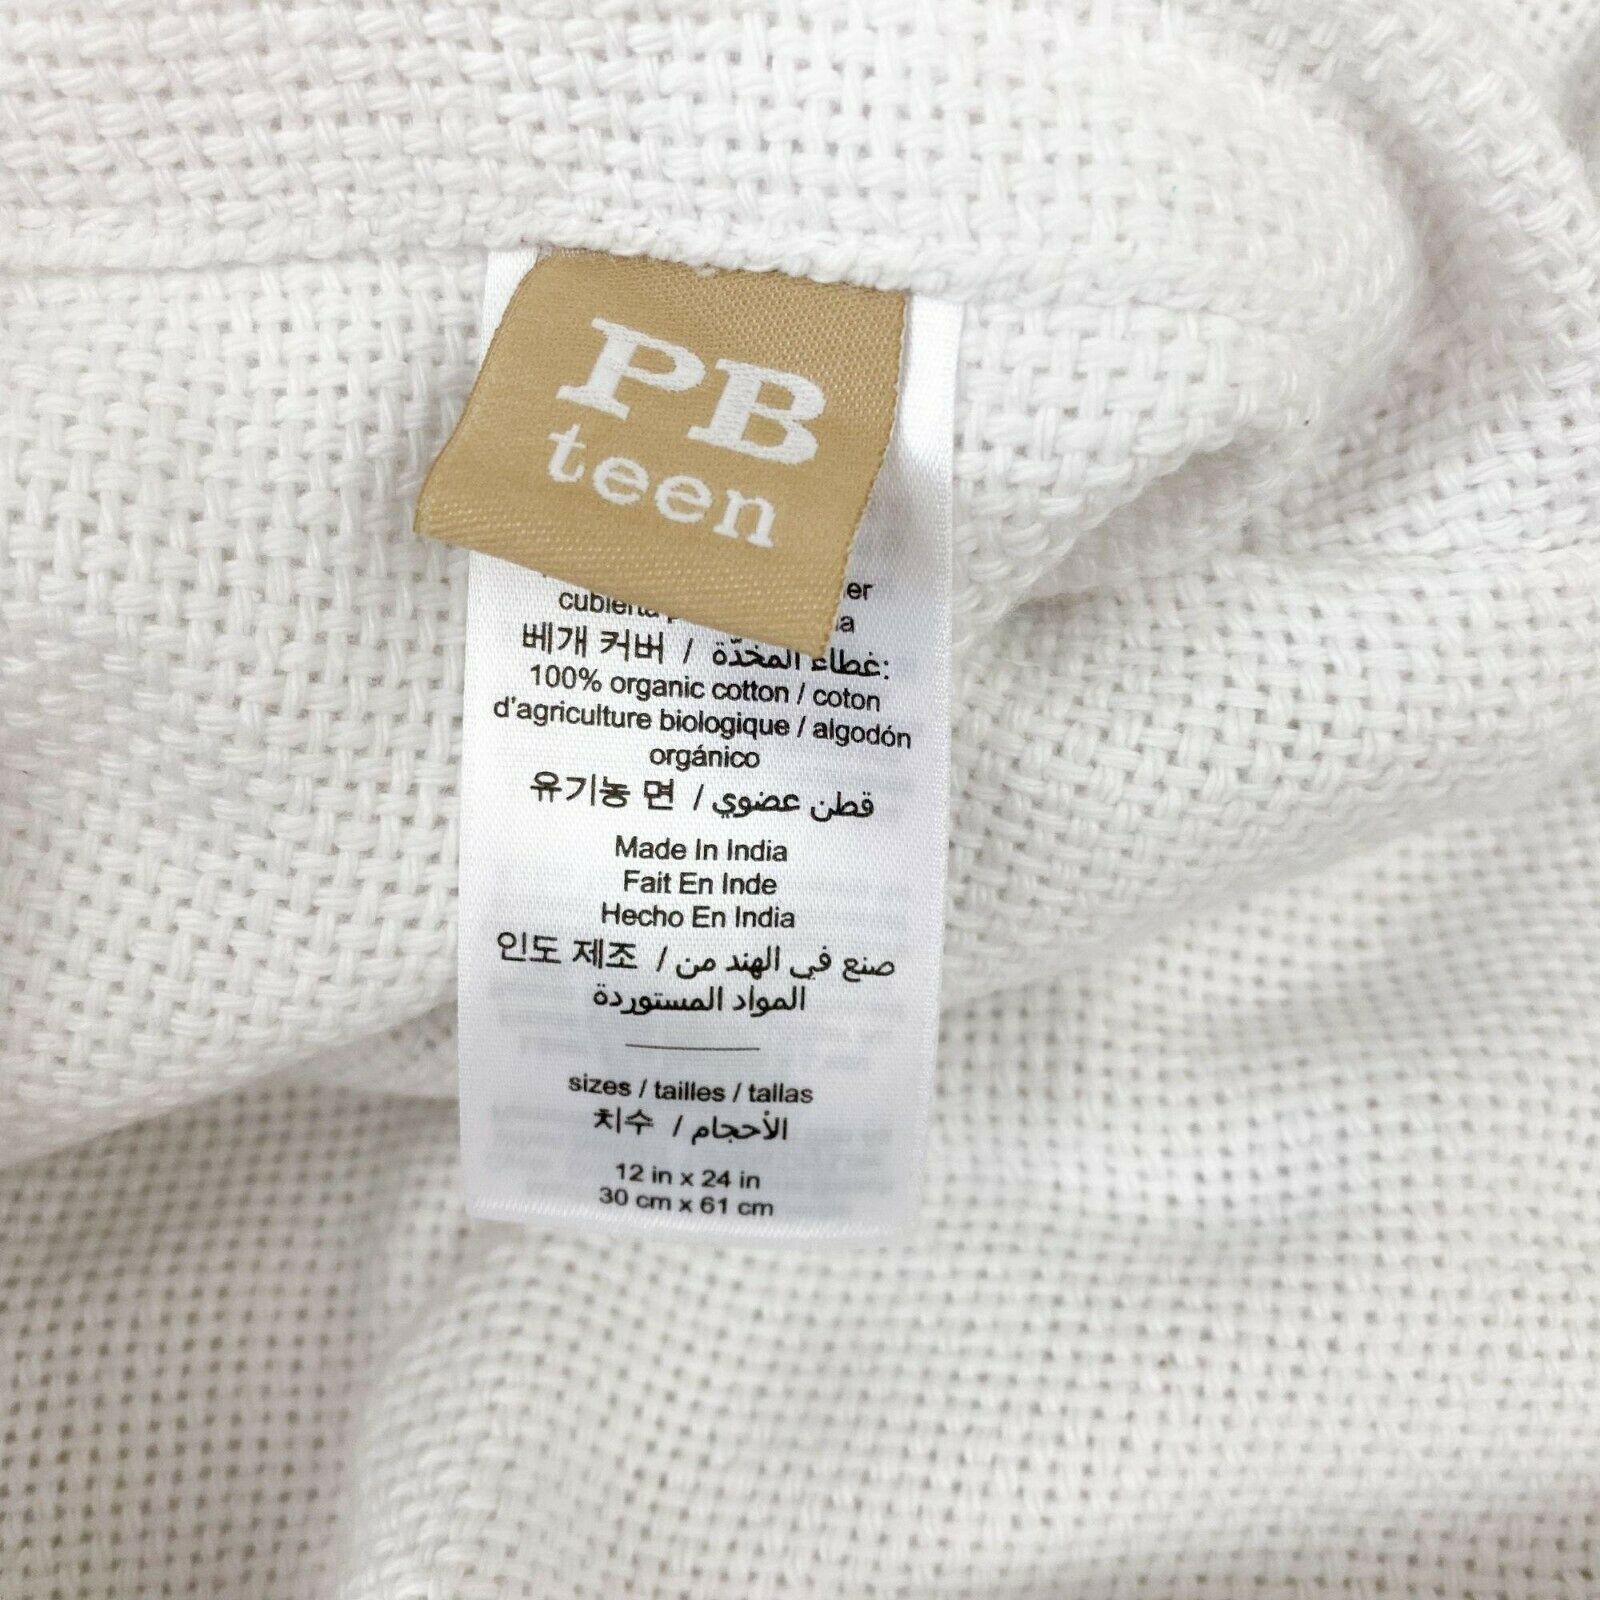 PB
teen
베개 커버 / غطاء المخدّة:
100% organic cotton / coton
d'agriculture biologique / algodón
orgánico
유기농 면 / قطن عضوي
Made In India
Fait En Inde
Hecho En India
인도 제조 / صنع في الهند من
المواد المستوردة
sizes / tailles / tallas
치수 / الأحجام
12 in x 24 in
30 cm x 61 cm